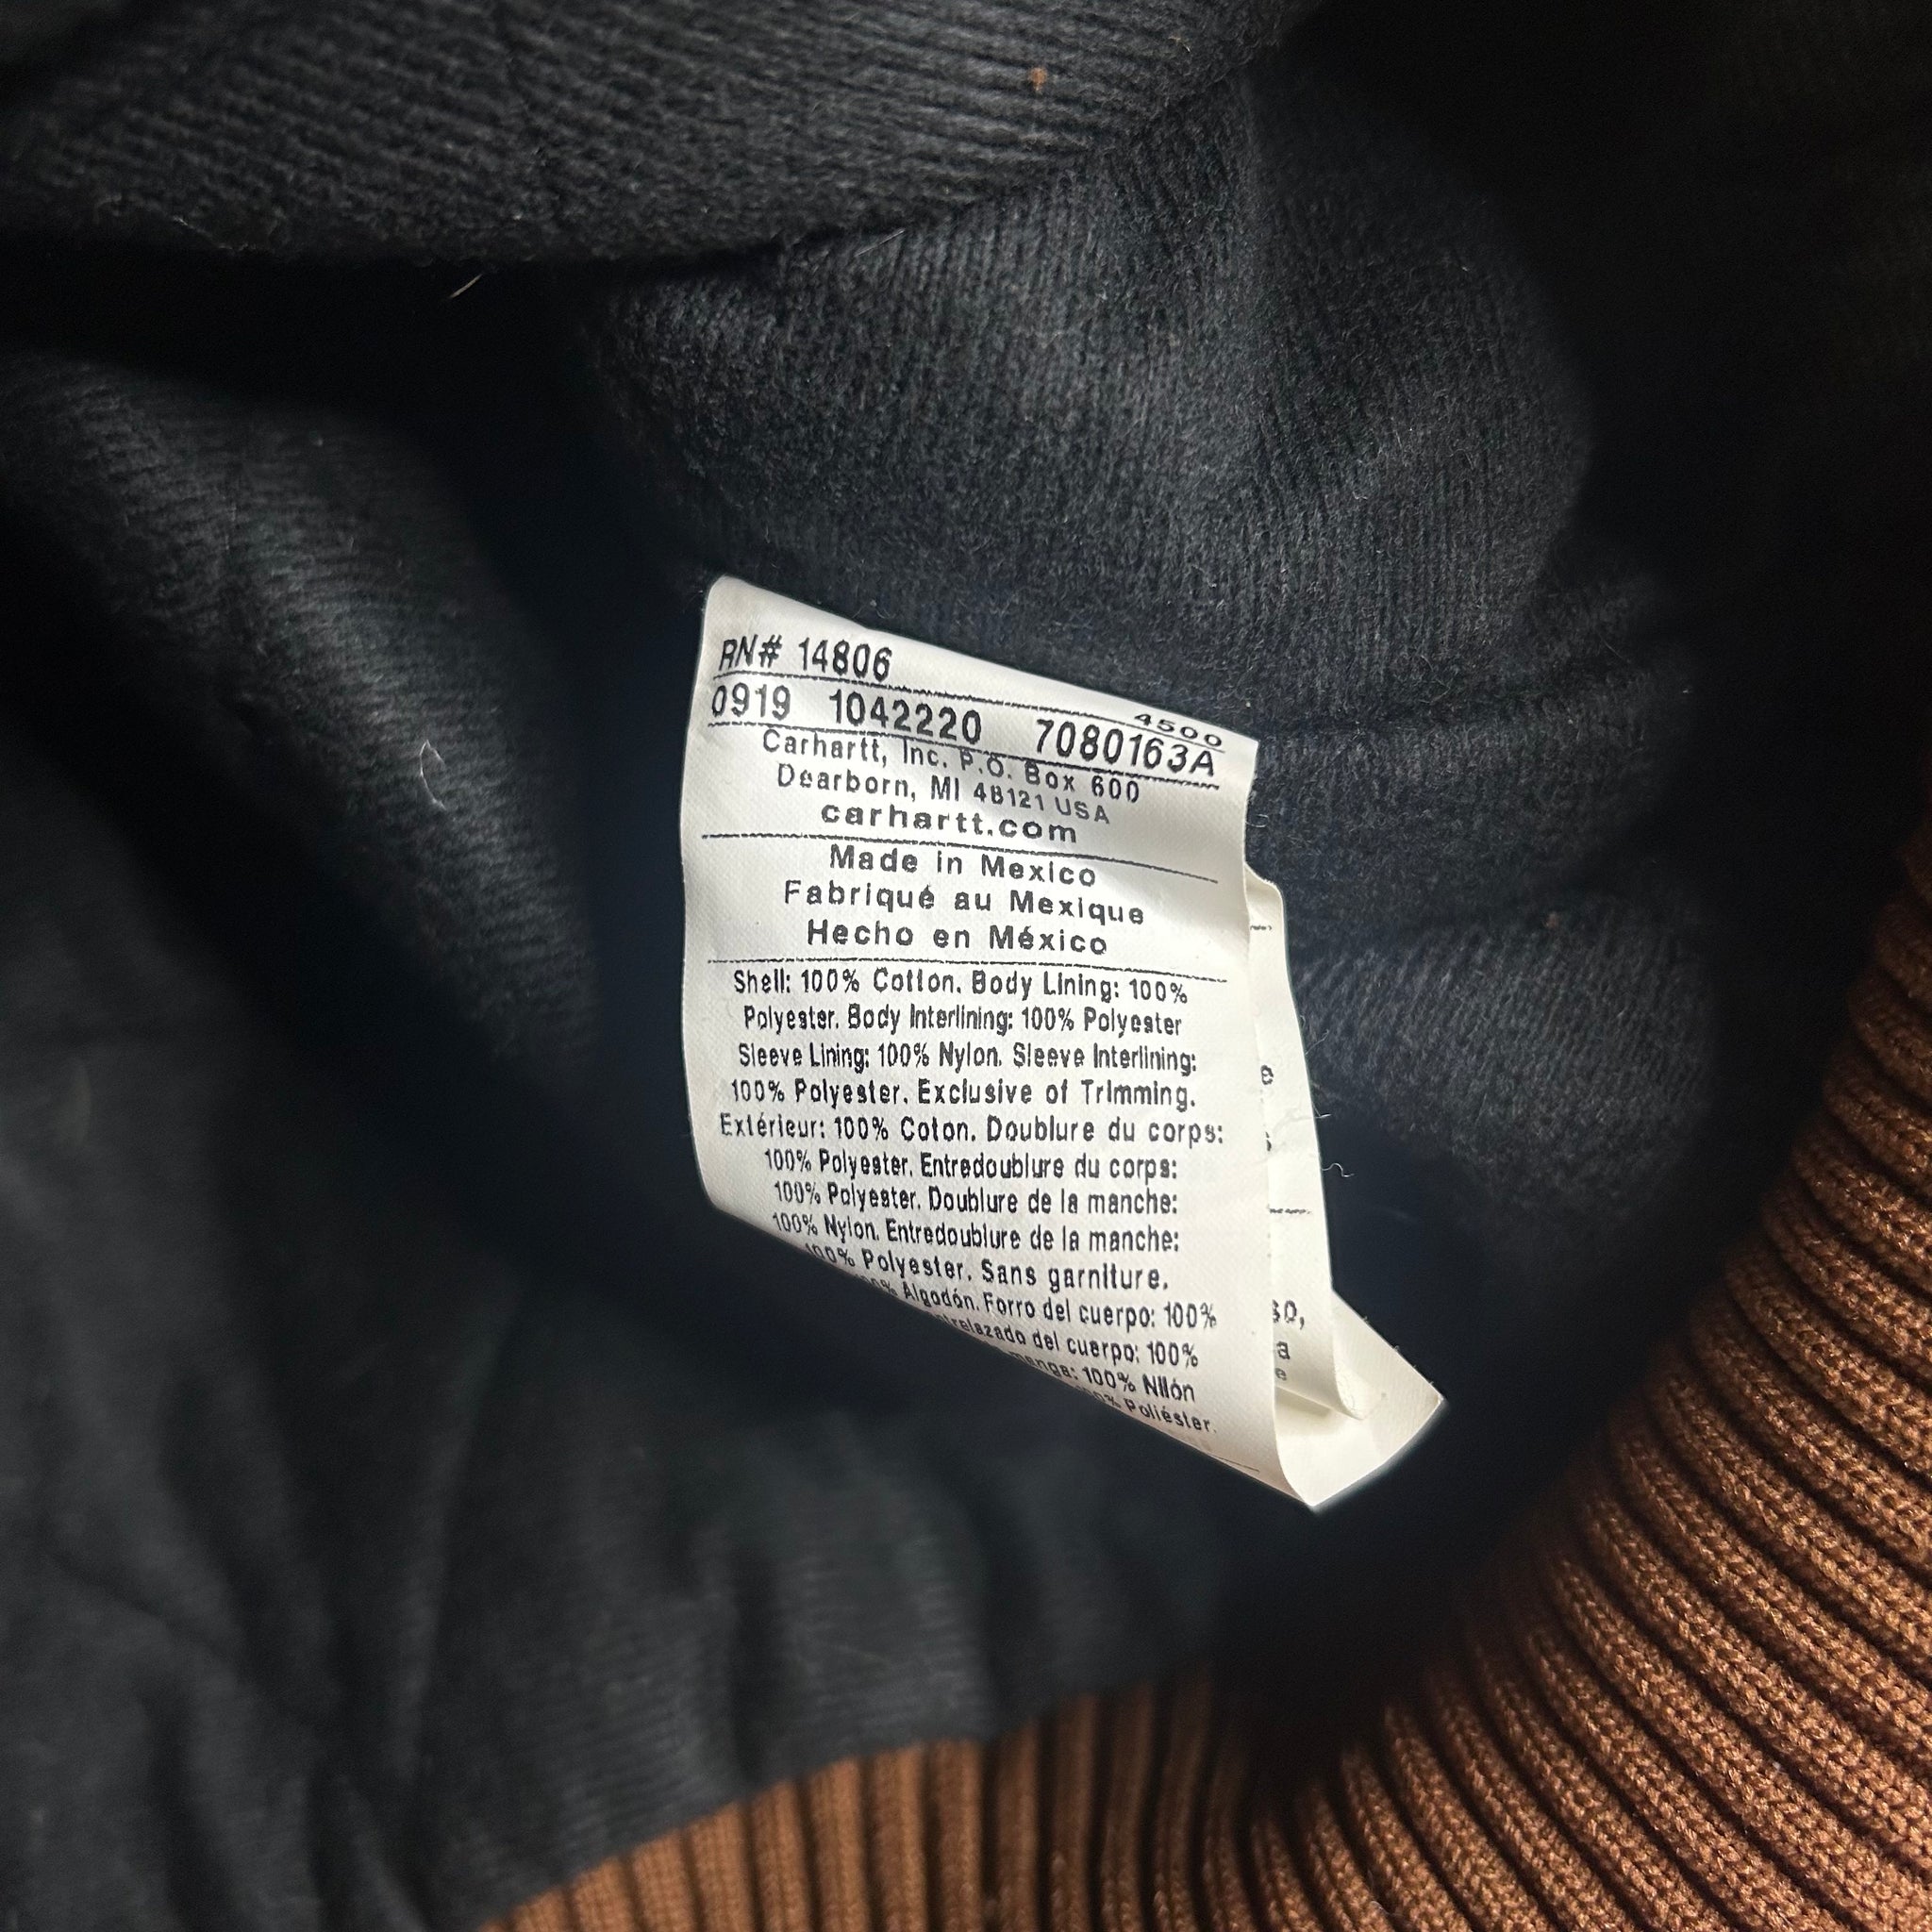 RN# 14806
4500
0919 1042220 7080163A
Carhartt, Inc. P.O. Box 600
Dearborn, MI 48121 USA
carhartt.com
Made in Mexico
Fabriqué au Mexique
Hecho en México
Shell: 100% Cotton. Body Lining: 100%
Polyester. Body Interlining: 100% Polyester
Sleeve Lining: 100% Nylon. Sleeve Interlining:
100% Polyester. Exclusive of Trimming.
Extérieur: 100% Coton. Doublure du corps:
100% Polyester. Entredoublure du corps:
100% Polyester. Doublure de la manche:
100% Nylon. Entredoublure de la manche:
100% Polyester. Sans garniture.
Algodón. Forro del cuerpo: 100%
del cuerpo: 100%
manga: 100% Nilón
100% Poliéster.